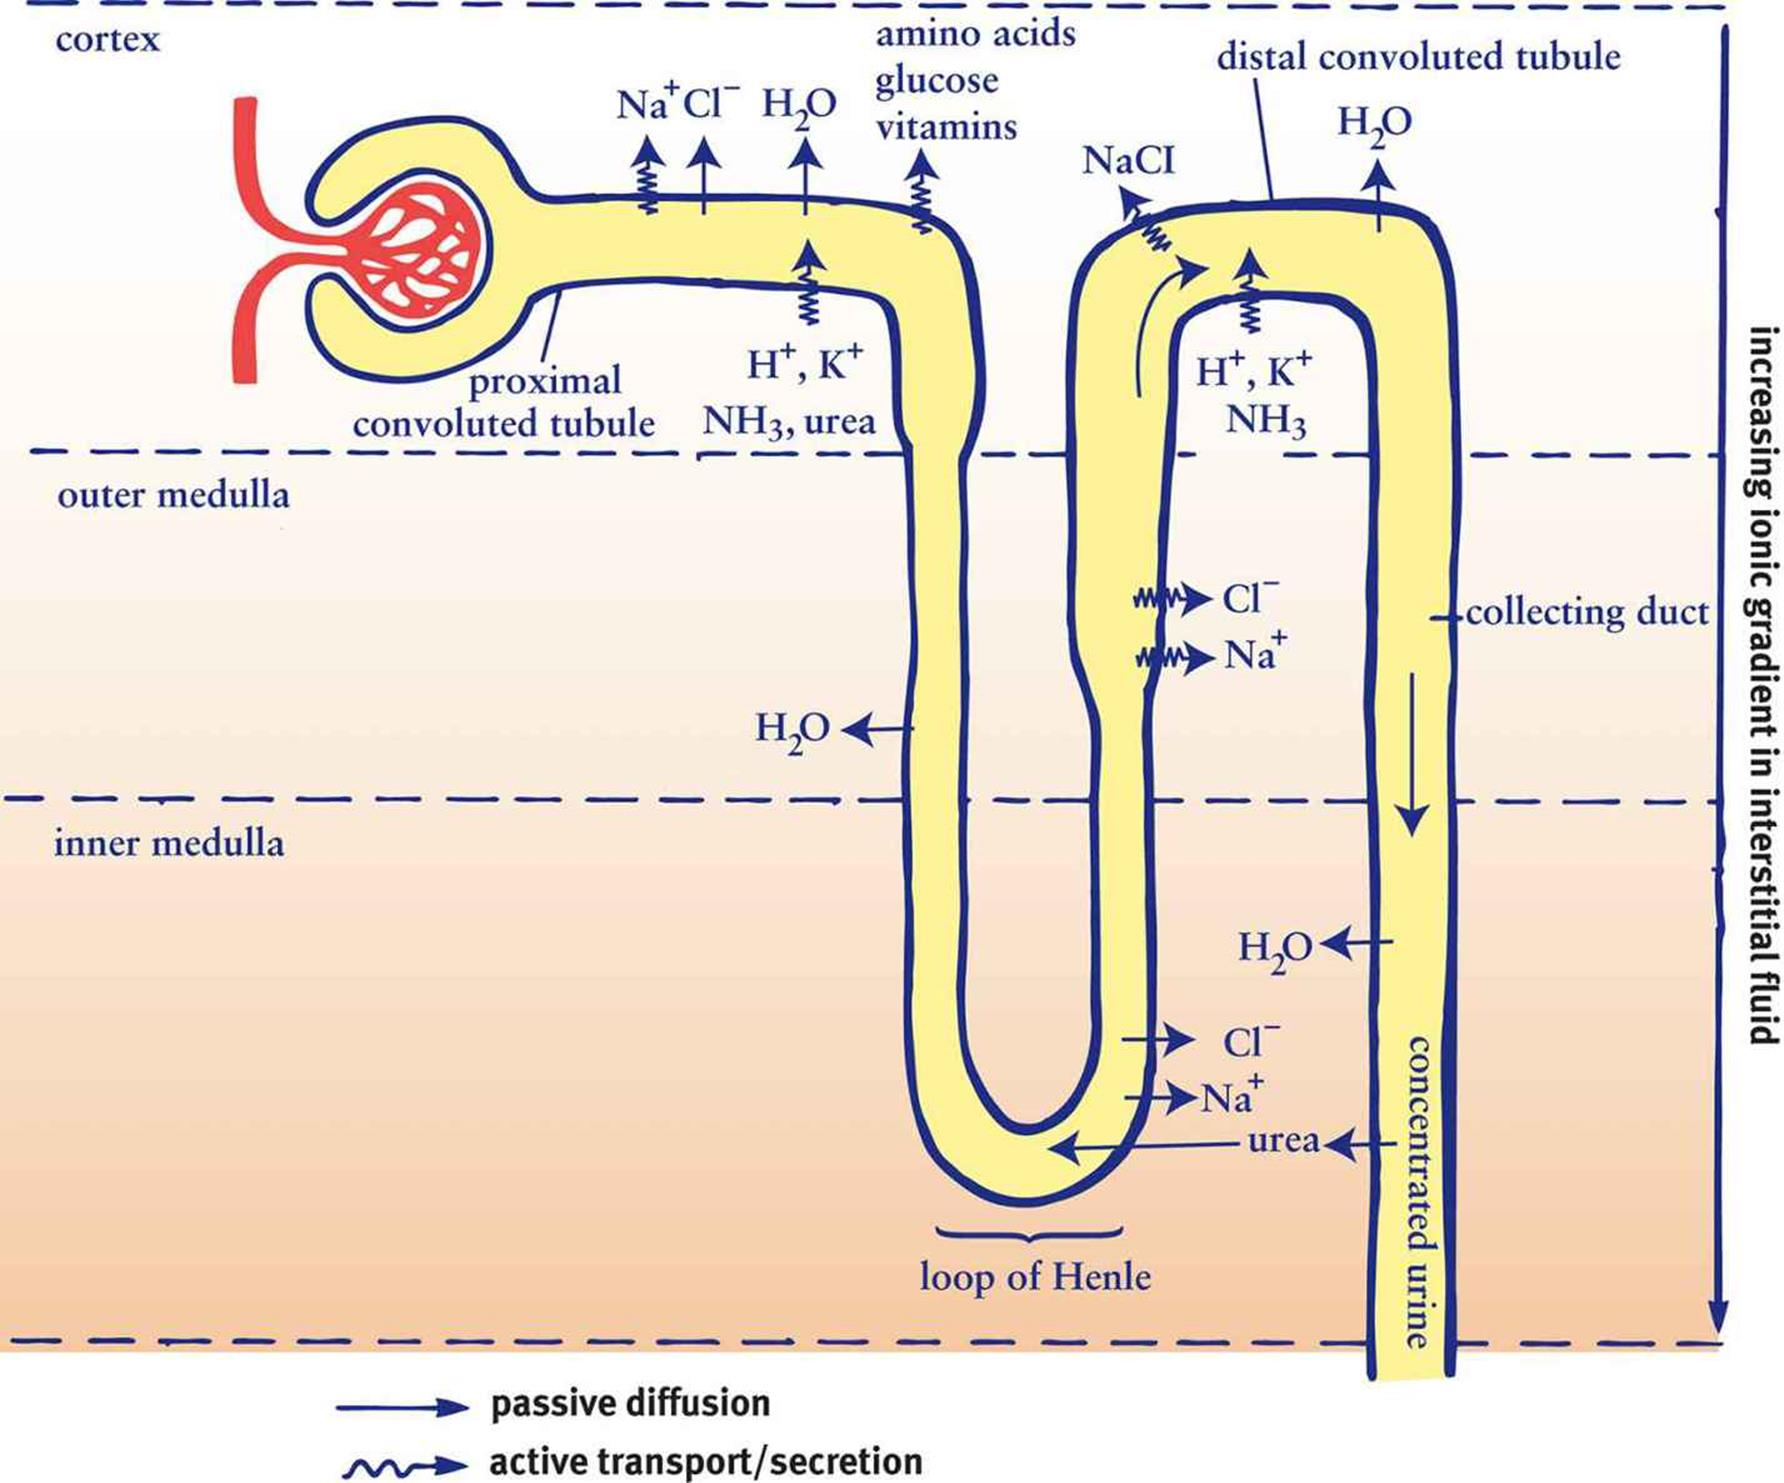 cortex
amino acids
glucose
vitamins
distal convoluted tubule
Na⁺Cl⁻ H₂O
H₂O
NaCl
proximal
convoluted tubule
H⁺, K⁺
NH₃, urea
H⁺, K⁺
NH₃
outer medulla
Cl⁻
Na⁺
collecting duct
H₂O
inner medulla
H₂O
Cl⁻
Na⁺
urea
concentrated urine
loop of Henle
increasing ionic gradient in interstitial fluid
passive diffusion
active transport/secretion